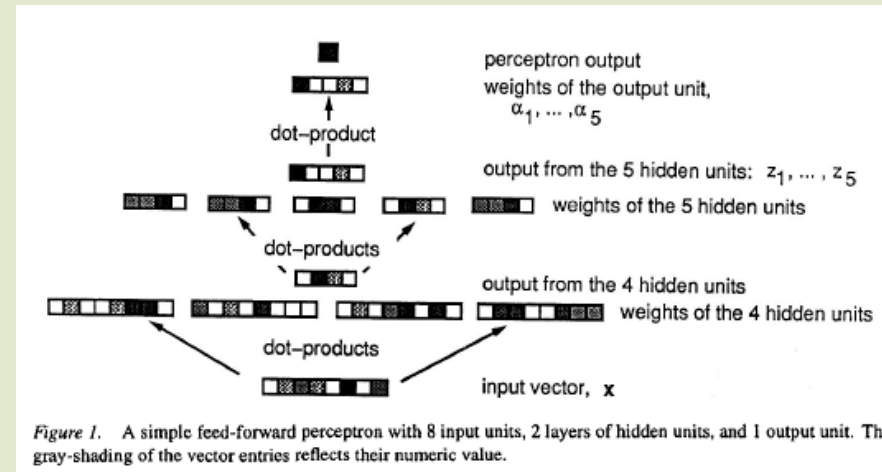 perceptron output
weights of the output unit,
α1, ... ,α5
dot–product
output from the 5 hidden units: z1, ... , z5
weights of the 5 hidden units
dot–products
output from the 4 hidden units
weights of the 4 hidden units
dot–products
input vector, x
Figure 1. A simple feed-forward perceptron with 8 input units, 2 layers of hidden units, and 1 output unit. Th
gray-shading of the vector entries reflects their numeric value.